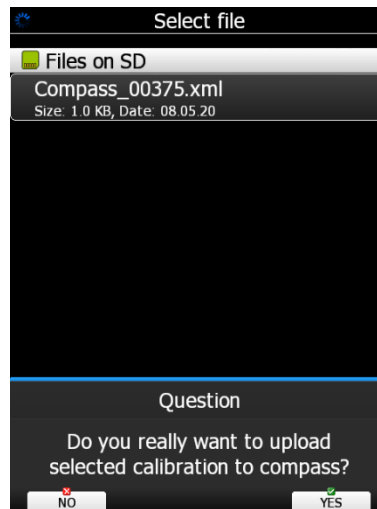 Select file
Files on SD
Compass_00375.xml
Size: 1.0 KB, Date: 08.05.20
Question
Do you really want to upload
selected calibration to compass?
NO
YES